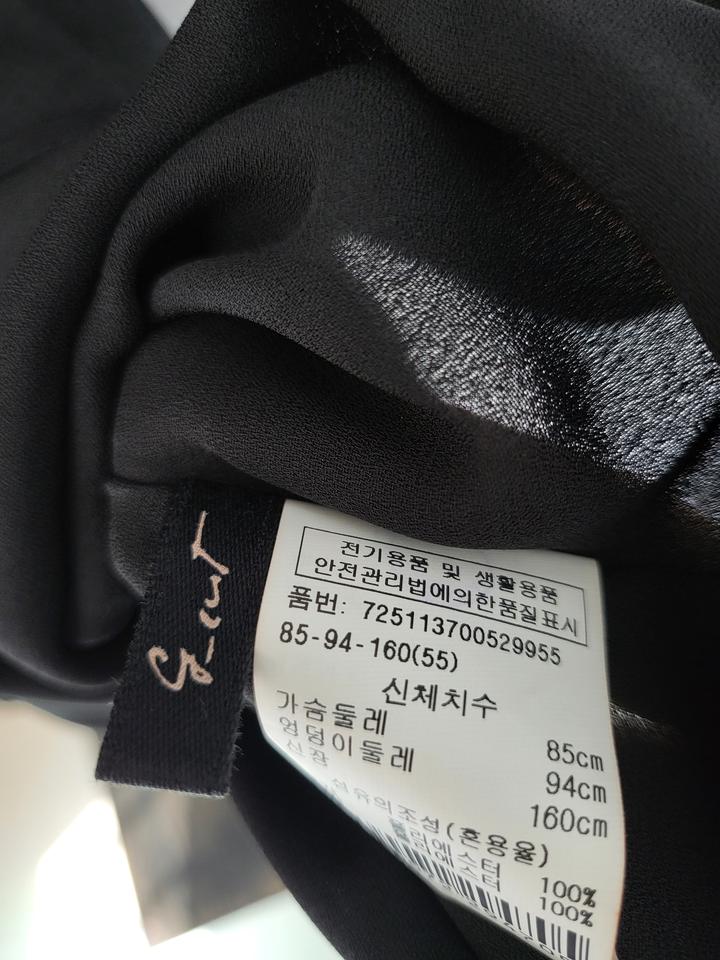 g-cut
전기용품 및 생활용품
안전관리법에의한품질표시
품번: 725113700529955
85-94-160(55)
신체치수
가슴둘레 85cm
엉덩이둘레 94cm
신장 160cm
섬유의조성(혼용율)
폴리에스터 100%
100%